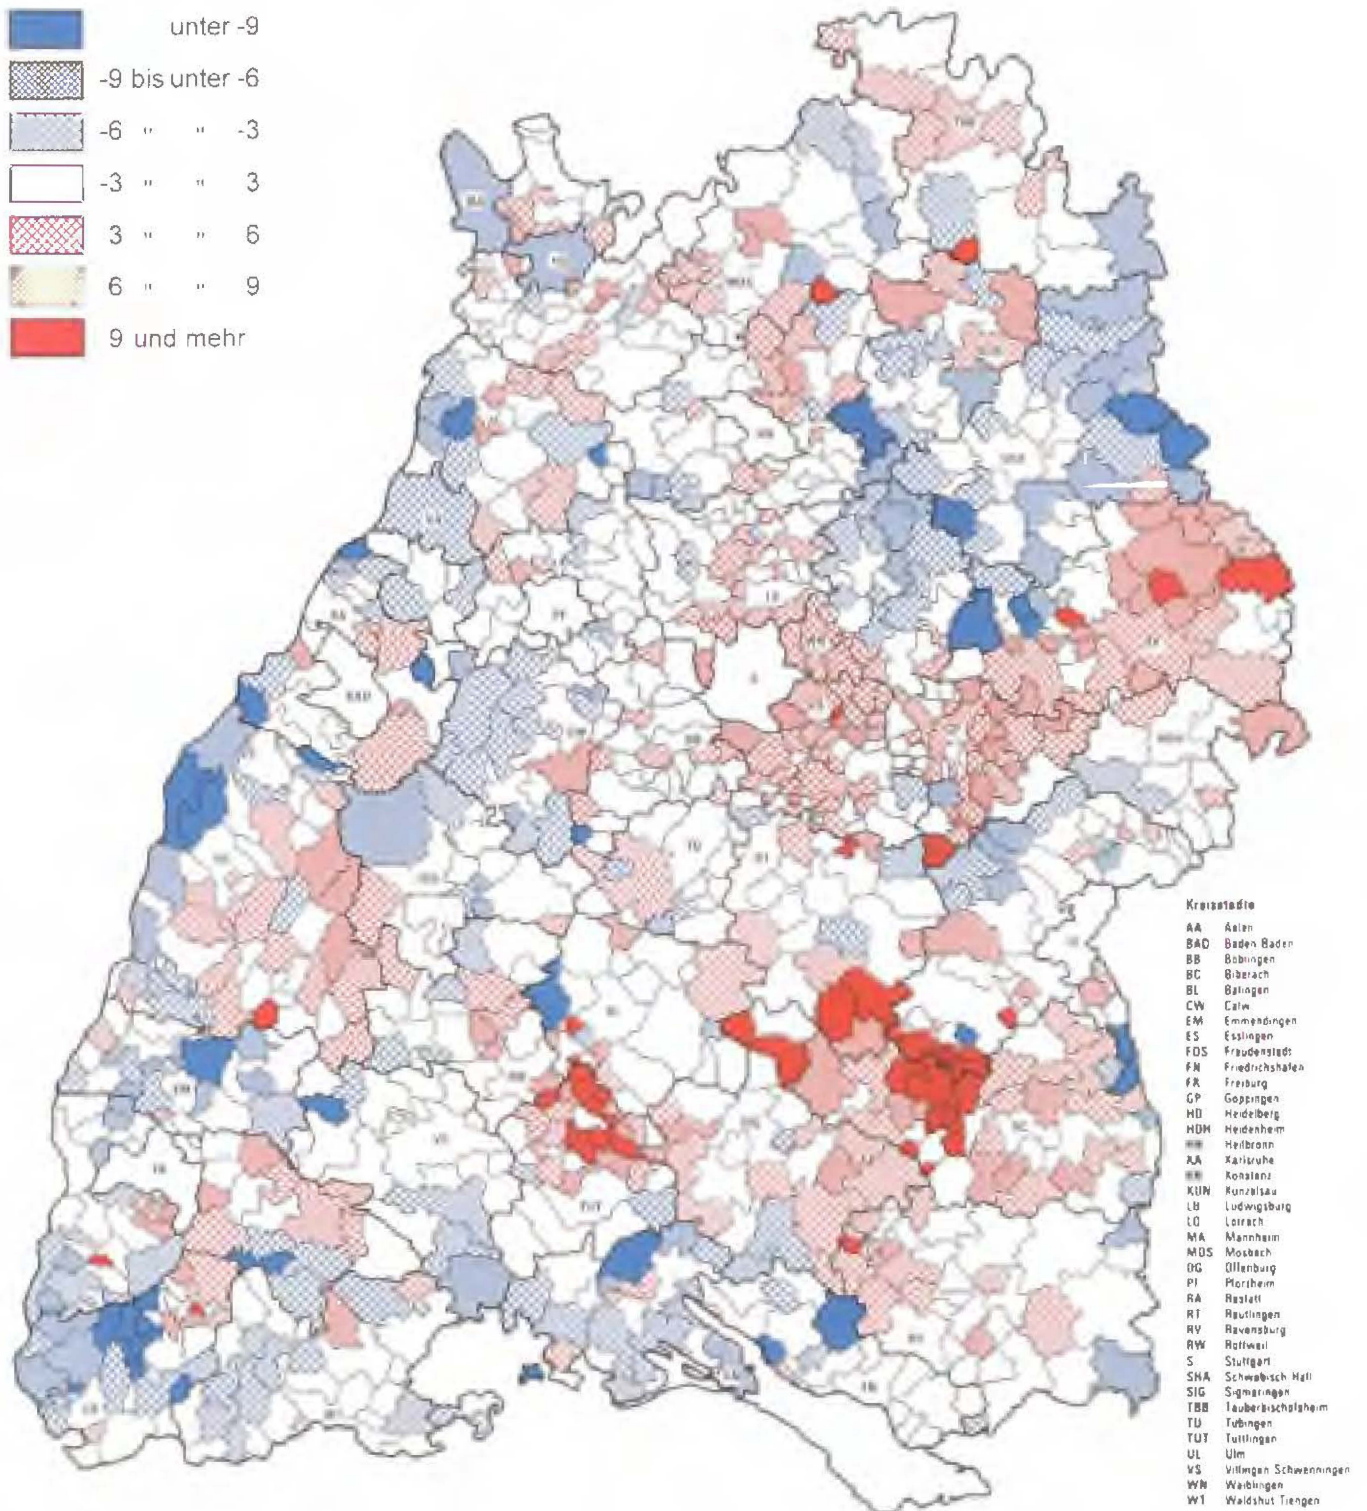 unter -9
-9 bis unter -6
-6 " " -3
-3 " " 3
3 " " 6
6 " " 9
9 und mehr
Kreisstädte
AA Aalen
BAD Baden Baden
BB Böblingen
BC Biberach
BL Balingen
CW Calw
EM Emmendingen
ES Esslingen
FDS Freudenstadt
FN Friedrichshafen
FR Freiburg
GP Göppingen
HD Heidelberg
HDH Heidenheim
Heilbronn
KA Karlsruhe
Konstanz
KÜN Künzelsau
LB Ludwigsburg
LÖ Lörrach
MA Mannheim
MOS Mosbach
OG Offenburg
PF Pforzheim
RA Rastatt
RT Reutlingen
RV Ravensburg
RW Rottweil
S Stuttgart
SHA Schwäbisch Hall
SIG Sigmaringen
TBB Tauberbischofsheim
TÜ Tübingen
TUT Tuttlingen
UL Ulm
VS Villingen Schwenningen
WN Waiblingen
WT Waldshut Tiengen